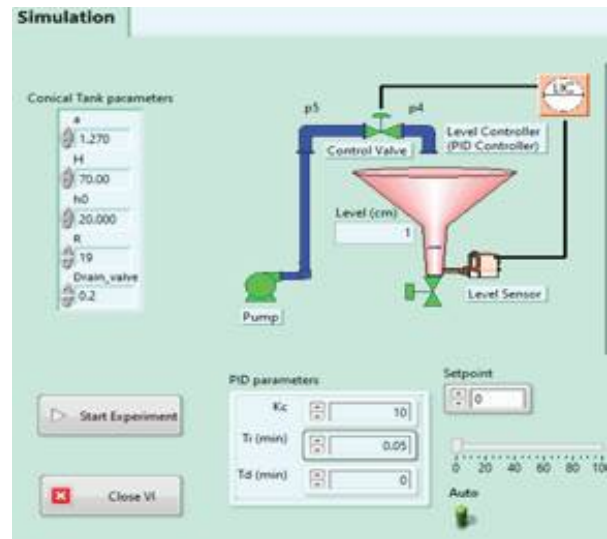 Simulation
Conical Tank parameters
a
1.270
H
70.00
h0
20.000
R
19
Drain_valve
0.2
p5
p4
LIC
Control Valve
Level Controller
(PID Controller)
Level (cm)
1
Level Sensor
Pump
Start Experiment
Close VI
PID parameters
Kc
10
Ti (min)
0.05
Td (min)
0
Setpoint
0
0 20 40 60 80 100
Auto